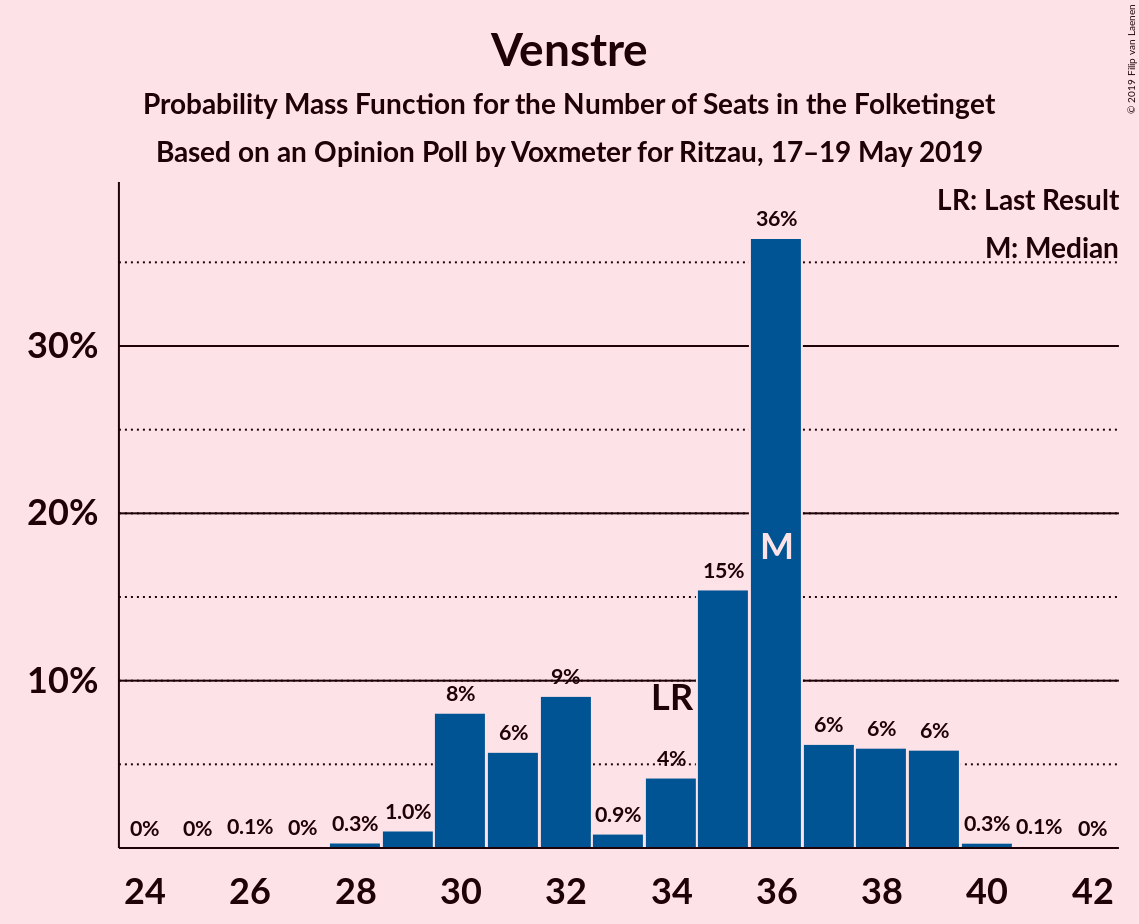 © 2019 Filip van Laenen
Venstre
Probability Mass Function for the Number of Seats in the Folketinget
Based on an Opinion Poll by Voxmeter for Ritzau, 17–19 May 2019
LR: Last Result
M: Median
30%
20%
10%
0%
0%
0.1%
0%
0.3%
1.0%
8%
6%
9%
0.9%
4%
LR
15%
36%
M
6%
6%
6%
0.3%
0.1%
0%
24 26 28 30 32 34 36 38 40 42